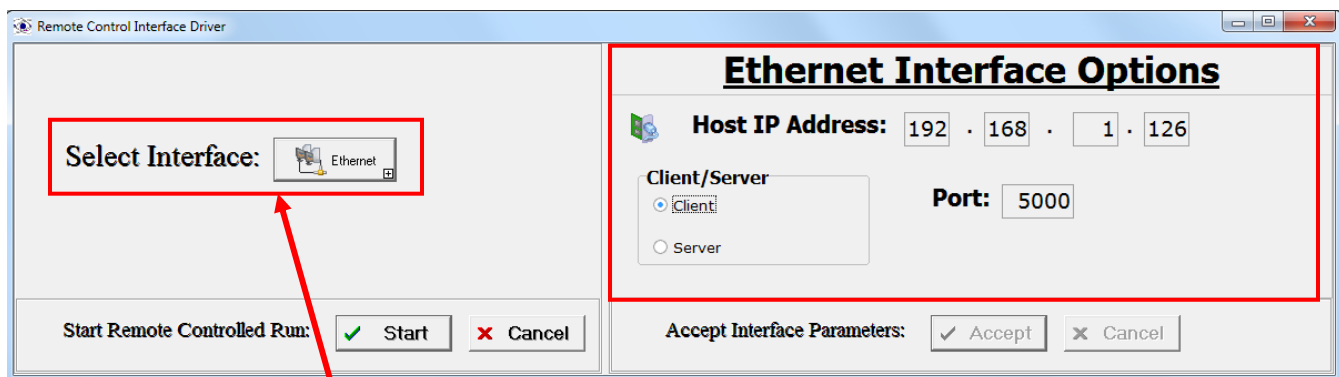 Remote Control Interface Driver
Select Interface: Ethernet
Ethernet Interface Options
Host IP Address: 192 . 168 . 1 . 126
Client/Server
Client
Server
Port: 5000
Start Remote Controlled Run: Start Cancel
Accept Interface Parameters: Accept Cancel